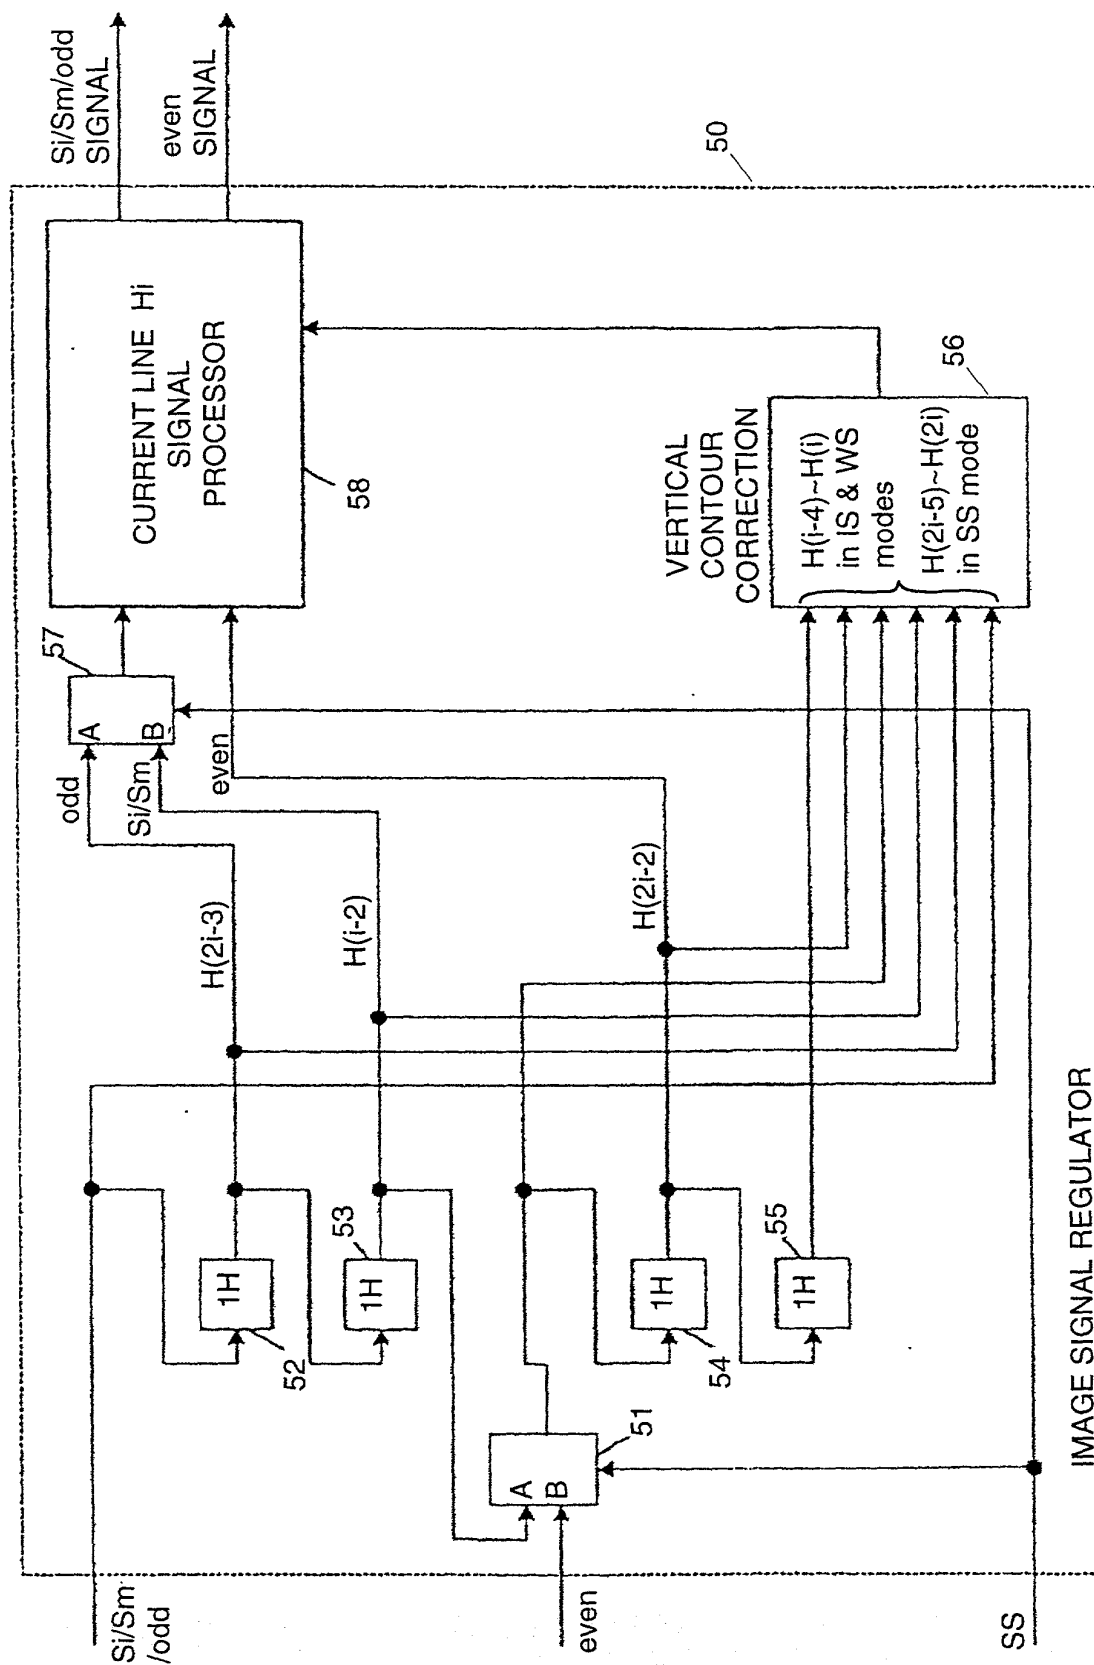 Si/Sm
/odd
even
SS
51
A
B
52
1H
53
1H
54
1H
55
1H
H(2i-3)
H(i-2)
H(2i-2)
odd
Si/Sm
even
57
A
B
CURRENT LINE Hi
SIGNAL
PROCESSOR
58
VERTICAL
CONTOUR
CORRECTION
H(i-4)~H(i)
in IS & WS
modes
H(2i-5)~H(2i)
in SS mode
56
50
Si/Sm/odd
SIGNAL
even
SIGNAL
IMAGE SIGNAL REGULATOR